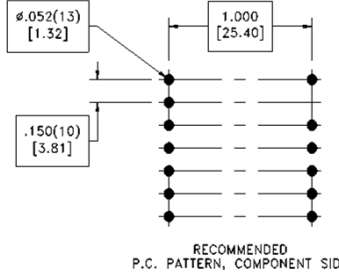 ø.052(13)
[1.32]
1.000
[25.40]
.150(10)
[3.81]
RECOMMENDED
P.C. PATTERN, COMPONENT SID